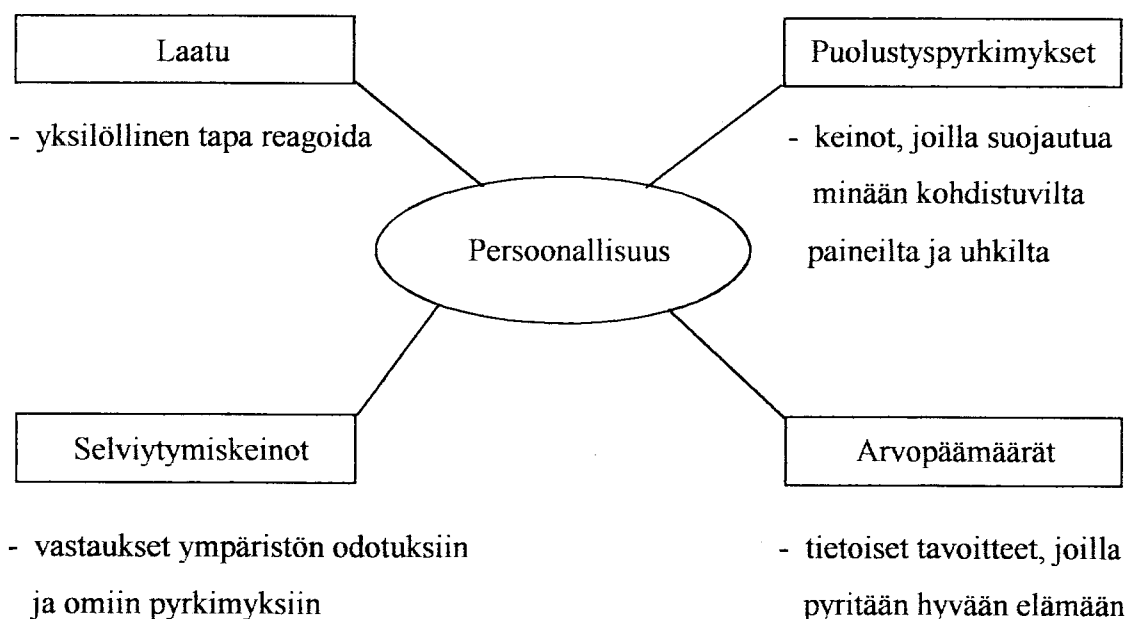 Laatu
- yksilöllinen tapa reagoida
Puolustyspyrkimykset
- keinot, joilla suojautua
minään kohdistuvilta
paineilta ja uhkilta
Persoonallisuus
Selviytymiskeinot
- vastaukset ympäristön odotuksiin
ja omiin pyrkimyksiin
Arvopäämäärät
- tietoiset tavoitteet, joilla
pyritään hyvään elämään